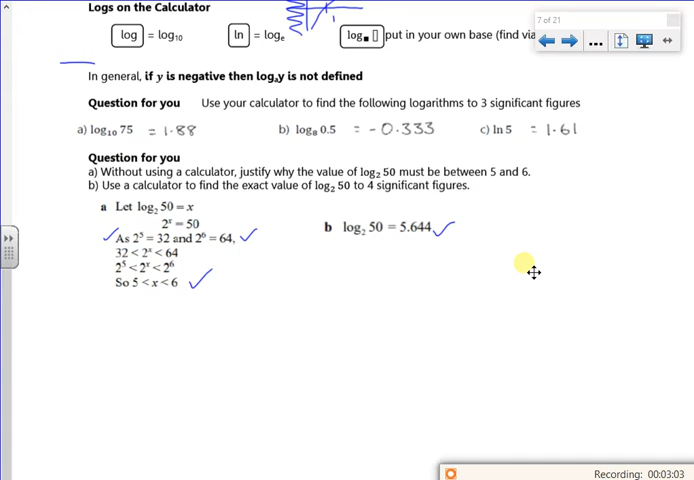 Logs on the Calculator
7 of 21
log = log₁₀ ln = logₑ log■▯ put in your own base (find via
...
In general, if y is negative then logₐy is not defined
Question for you Use your calculator to find the following logarithms to 3 significant figures
a) log₁₀ 75 = 1.88 b) log₈ 0.5 = -0.333 c) ln 5 = 1.61
Question for you
a) Without using a calculator, justify why the value of log₂ 50 must be between 5 and 6.
b) Use a calculator to find the exact value of log₂ 50 to 4 significant figures.
a Let log₂ 50 = x
2ˣ = 50
b log₂ 50 = 5.644
As 2⁵ = 32 and 2⁶ = 64,
32 < 2ˣ < 64
2⁵ < 2ˣ < 2⁶
So 5 < x < 6
Recording: 00:03:03